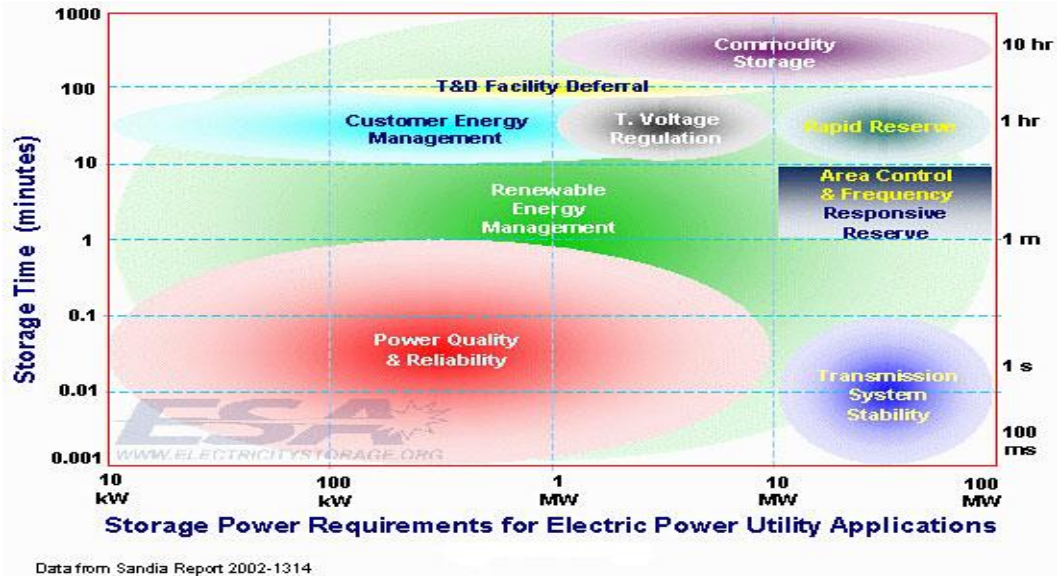 1000
Commodity
Storage
10 hr
T&D Facility Deferral
100
Customer Energy
Management
T. Voltage
Regulation
Rapid Reserve
1 hr
10
Renewable
Energy
Management
Area Control
& Frequency
Responsive
Reserve
1
1 m
0.1
Power Quality
& Reliability
1 s
Transmission
System
Stability
0.01
ESA
WWW.ELECTRICITYSTORAGE.ORG
100
ms
0.001
Storage Time (minutes)
10
kW
100
kW
1
MW
10
MW
100
MW
Storage Power Requirements for Electric Power Utility Applications
Data from Sandia Report 2002-1314